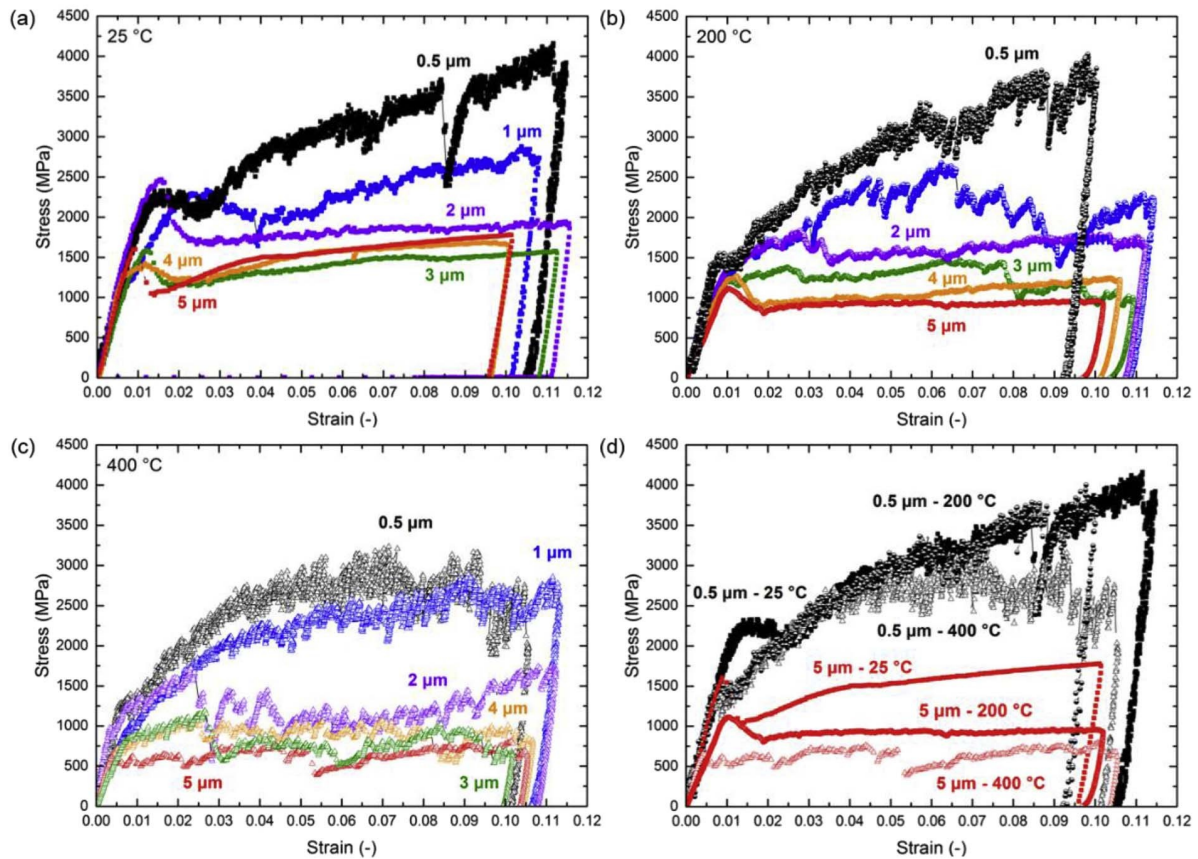 (a)
25 °C
4500
4000
3500
3000
2500
2000
1500
1000
500
0
Stress (MPa)
0.5 µm
1 µm
2 µm
4 µm
3 µm
5 µm
0.00 0.01 0.02 0.03 0.04 0.05 0.06 0.07 0.08 0.09 0.10 0.11 0.12
Strain (-)
(b)
200 °C
4500
4000
3500
3000
2500
2000
1500
1000
500
0
Stress (MPa)
0.5 µm
1 µm
2 µm
3 µm
4 µm
5 µm
0.00 0.01 0.02 0.03 0.04 0.05 0.06 0.07 0.08 0.09 0.10 0.11 0.12
Strain (-)
(c)
400 °C
4500
4000
3500
3000
2500
2000
1500
1000
500
0
Stress (MPa)
0.5 µm
1 µm
2 µm
4 µm
5 µm
3 µm
0.00 0.01 0.02 0.03 0.04 0.05 0.06 0.07 0.08 0.09 0.10 0.11 0.12
Strain (-)
(d)
4500
4000
3500
3000
2500
2000
1500
1000
500
0
Stress (MPa)
0.5 µm - 200 °C
0.5 µm - 25 °C
0.5 µm - 400 °C
5 µm - 25 °C
5 µm - 200 °C
5 µm - 400 °C
0.00 0.01 0.02 0.03 0.04 0.05 0.06 0.07 0.08 0.09 0.10 0.11 0.12
Strain (-)